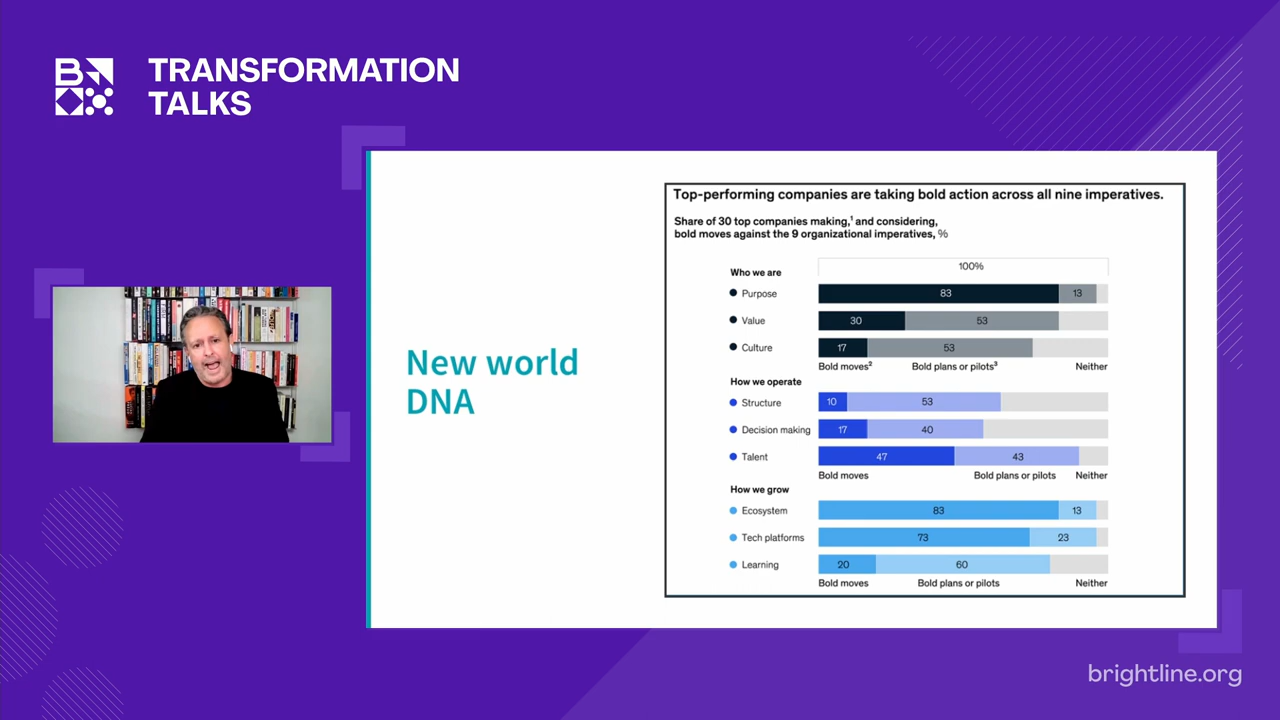 TRANSFORMATION
TALKS
New world
DNA
Top-performing companies are taking bold action across all nine imperatives.
Share of 30 top companies making,¹ and considering,
bold moves against the 9 organizational imperatives, %
100%
Who we are
Purpose 83 13
Value 30 53
Culture 17 53
Bold moves² Bold plans or pilots³ Neither
How we operate
Structure 10 53
Decision making 17 40
Talent 47 43
Bold moves Bold plans or pilots Neither
How we grow
Ecosystem 83 13
Tech platforms 73 23
Learning 20 60
Bold moves Bold plans or pilots Neither
brightline.org